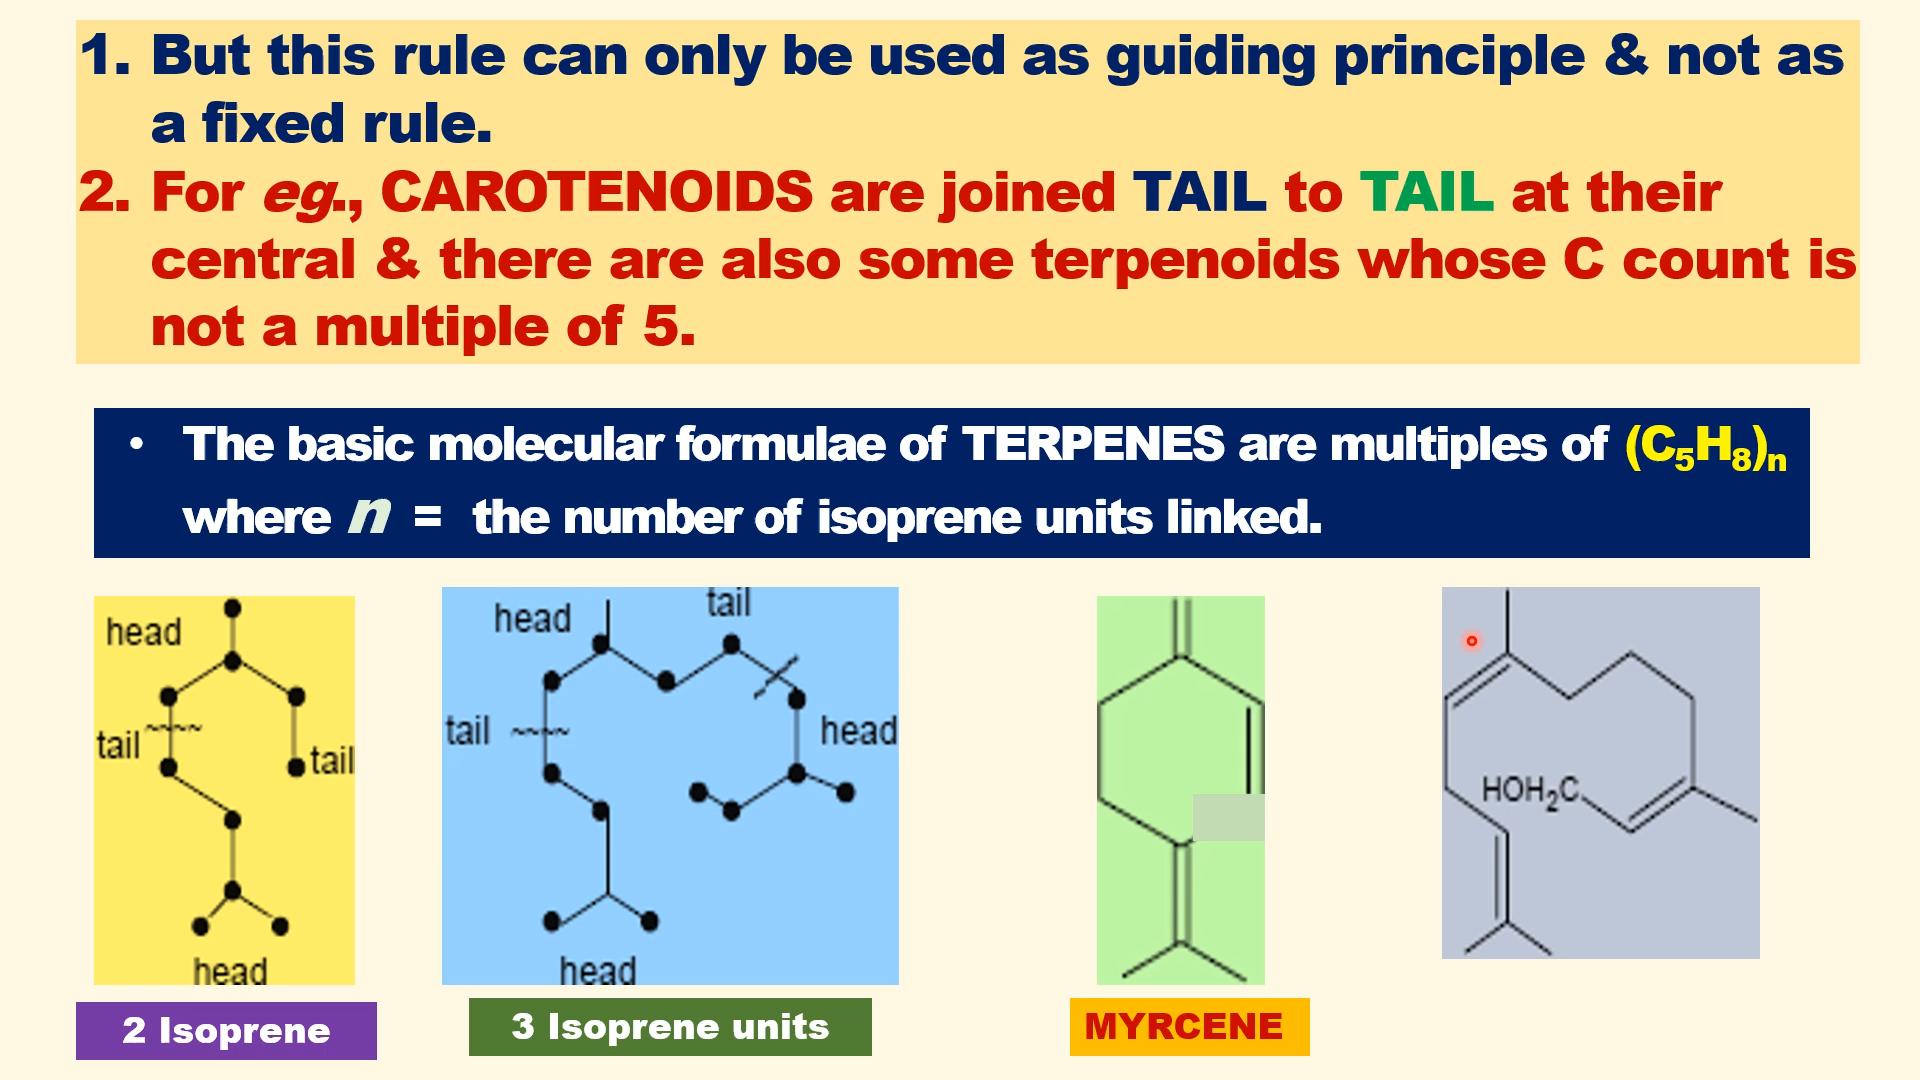 1. But this rule can only be used as guiding principle & not as
a fixed rule.
2. For eg., CAROTENOIDS are joined TAIL to TAIL at their
central & there are also some terpenoids whose C count is
not a multiple of 5.
• The basic molecular formulae of TERPENES are multiples of (C₅H₈)ₙ
where n = the number of isoprene units linked.
head
tail
tail
head
head
tail
tail
head
head
HOH₂C
2 Isoprene
3 Isoprene units
MYRCENE